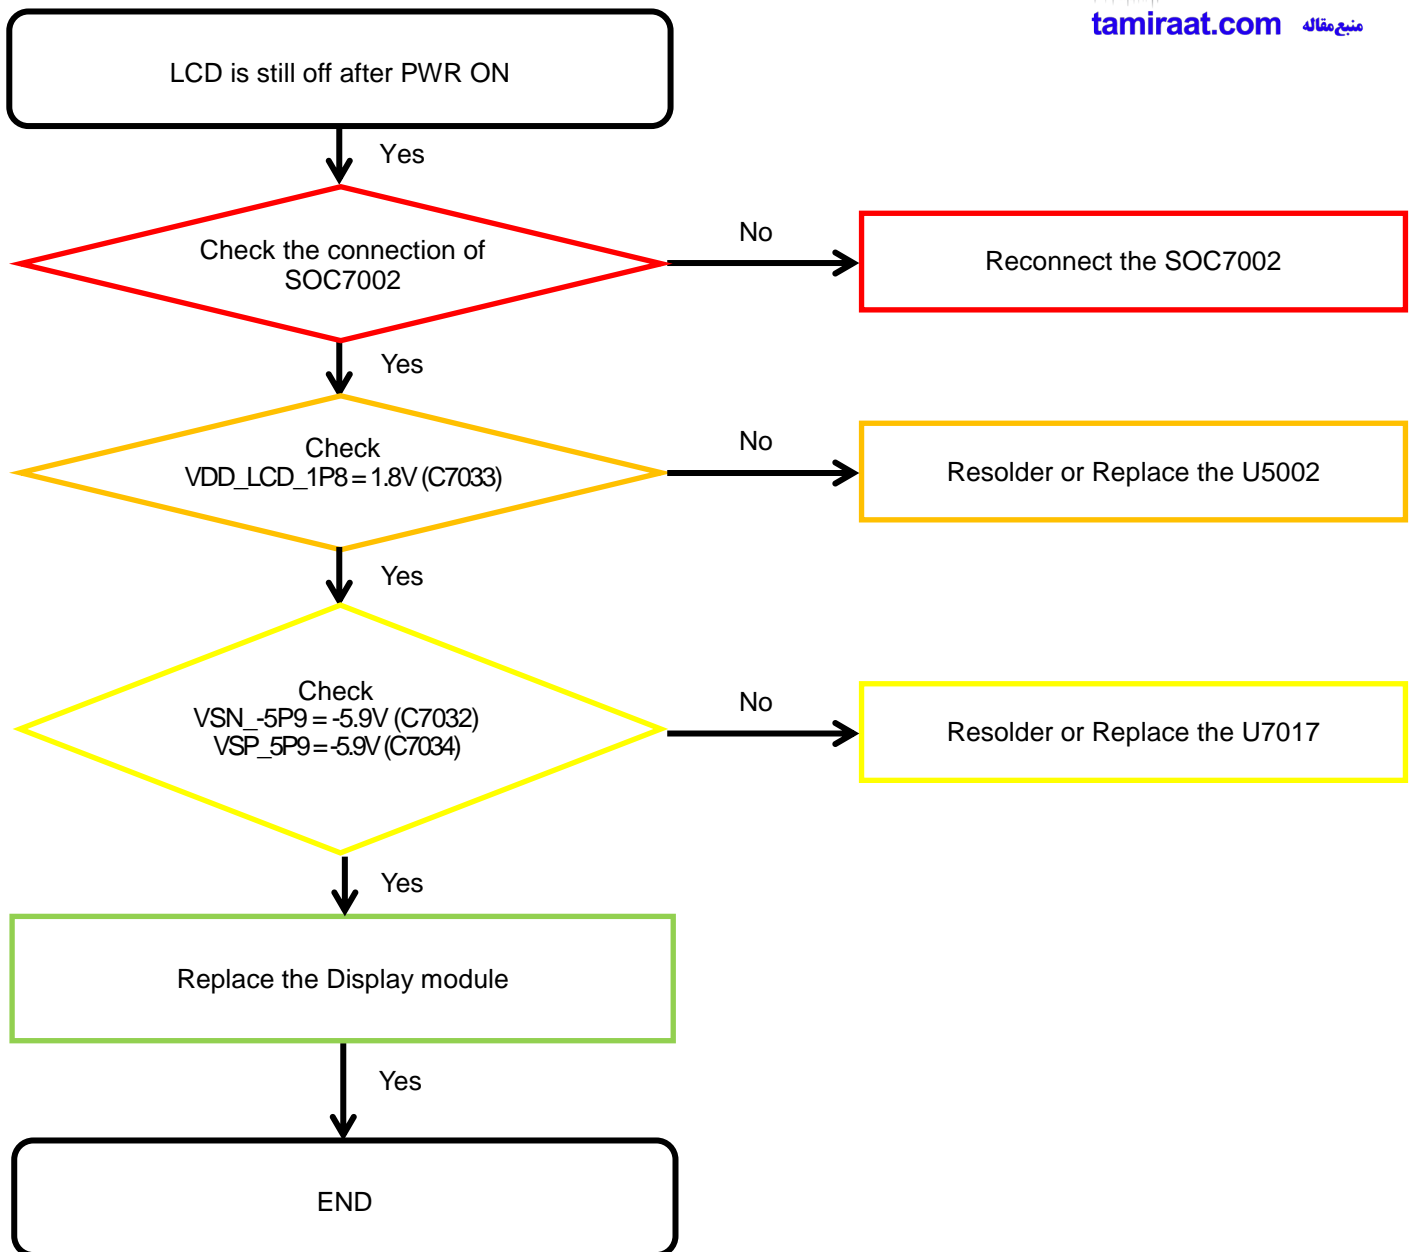 tamiraat.com منبع مقاله
LCD is still off after PWR ON
Yes
Check the connection of
SOC7002
No
Reconnect the SOC7002
Yes
Check
VDD_LCD_1P8 = 1.8V (C7033)
No
Resolder or Replace the U5002
Yes
Check
VSN_-5P9 = -5.9V (C7032)
VSP_5P9 = -5.9V (C7034)
No
Resolder or Replace the U7017
Yes
Replace the Display module
Yes
END